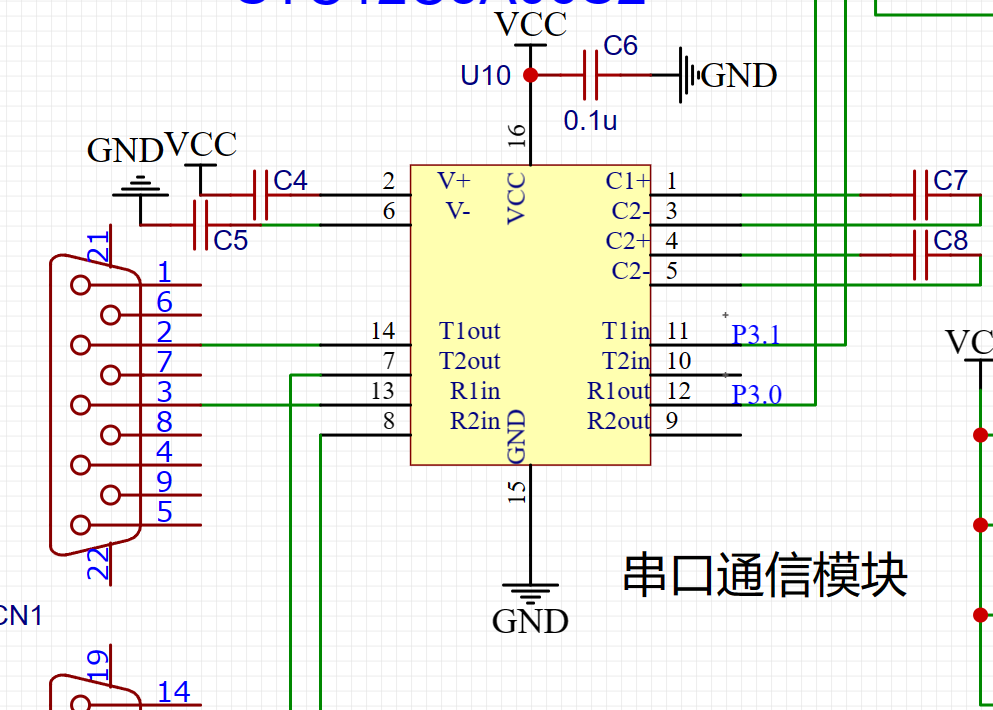 VCC
C6
U10
GND
0.1u
16
GND
VCC
C4
2
V+
VCC
C1+
1
C7
6
V-
C2-
3
C5
C2+
4
C8
21
C2-
5
1
6
14
T1out
T1in
11
P3.1
2
7
T2out
T2in
10
VC
7
13
R1in
R1out
12
P3.0
3
8
R2in
GND
R2out
9
8
4
9
15
5
22
串口通信模块
CN1
GND
19
14